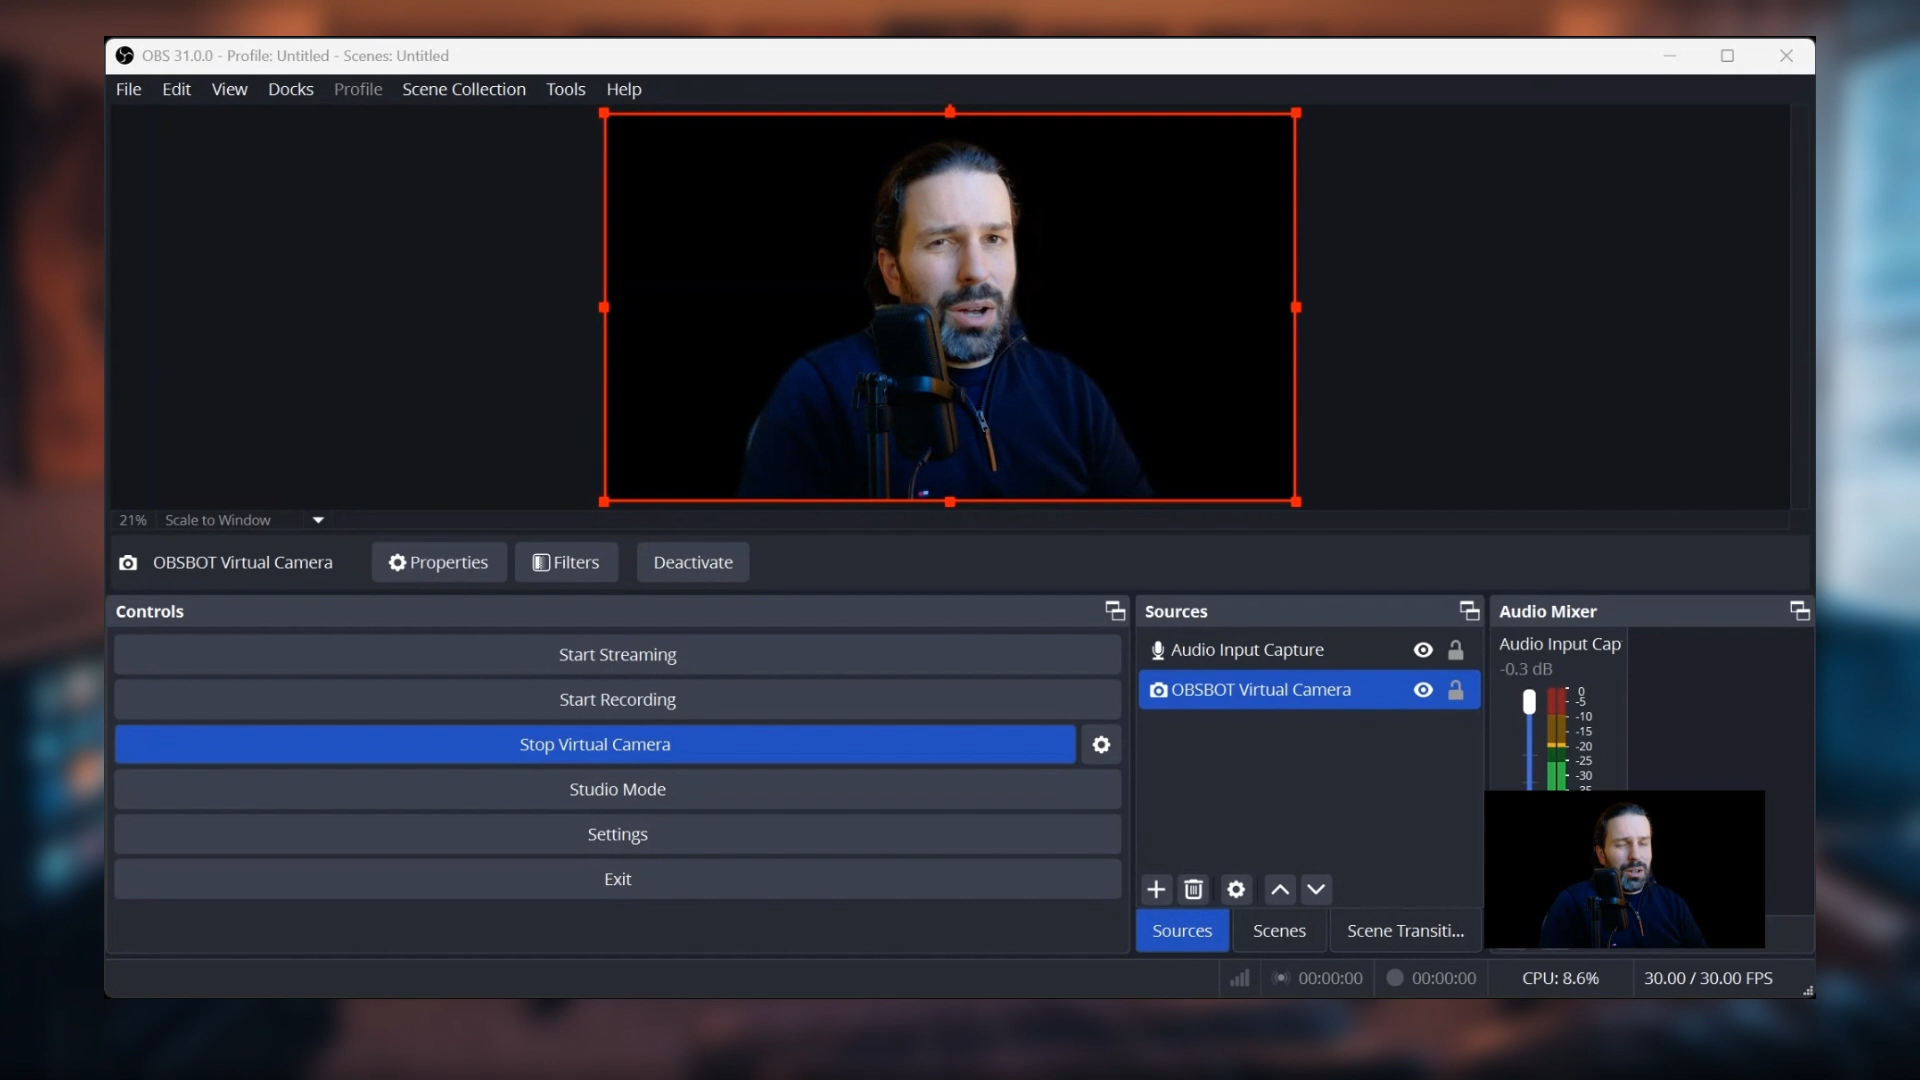 OBS 31.0.0 - Profile: Untitled - Scenes: Untitled
File Edit View Docks Profile Scene Collection Tools Help
21% Scale to Window
OBSBOT Virtual Camera Properties Filters Deactivate
Controls
Start Streaming
Start Recording
Stop Virtual Camera
Studio Mode
Settings
Exit
Sources
Audio Input Capture
OBSBOT Virtual Camera
Sources Scenes Scene Transiti...
Audio Mixer
Audio Input Cap
-0.3 dB
0
-5
-10
-15
-20
-25
-30
00:00:00 00:00:00 CPU: 8.6% 30.00 / 30.00 FPS